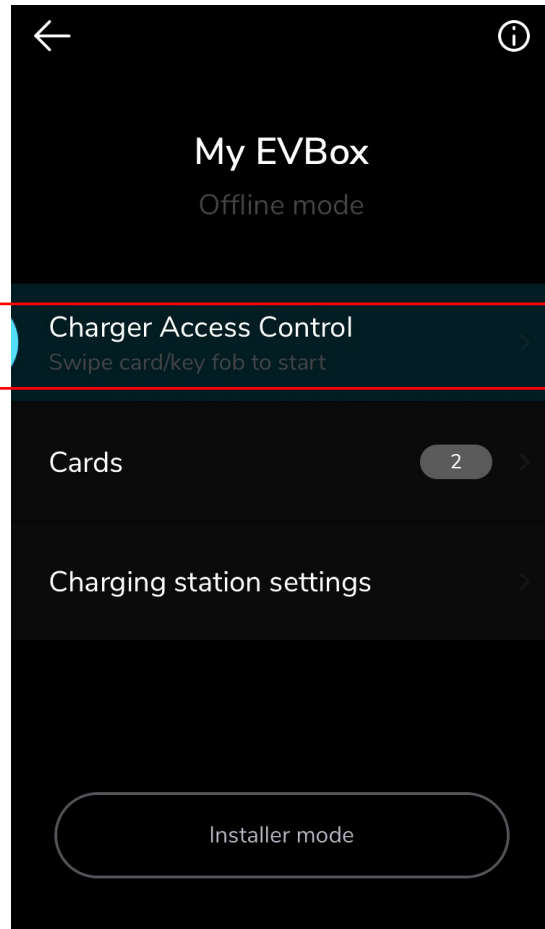 My EVBox
Offline mode
Charger Access Control
Swipe card/key fob to start
Cards
2
Charging station settings
Installer mode